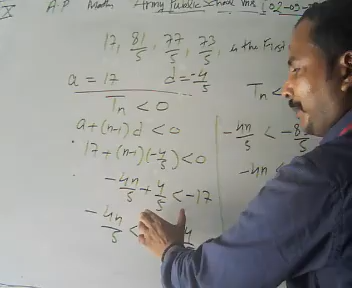 X A.P Math Army Public School 02-09-
17, 81/5, 77/5, 73/5, is the First
a = 17 d = -4/5
Tn < 0 Tn <
a+(n-1)d < 0
17+(n-1)(-4/5) < 0
-4n/5 + 4/5 < -17
-4n/5 <
-4n/5 < -8
-4n